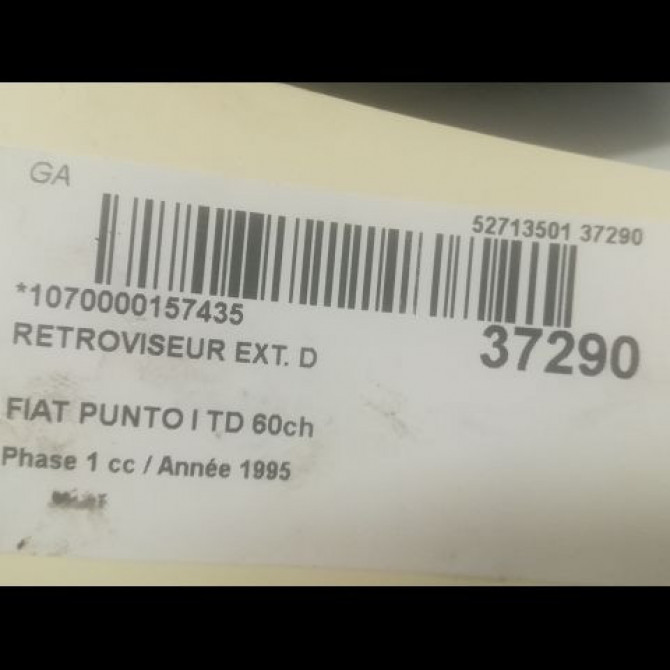 GA
52713501 37290
*1070000157435
37290
RETROVISEUR EXT. D
FIAT PUNTO I TD 60ch
Phase 1 cc / Année 1995